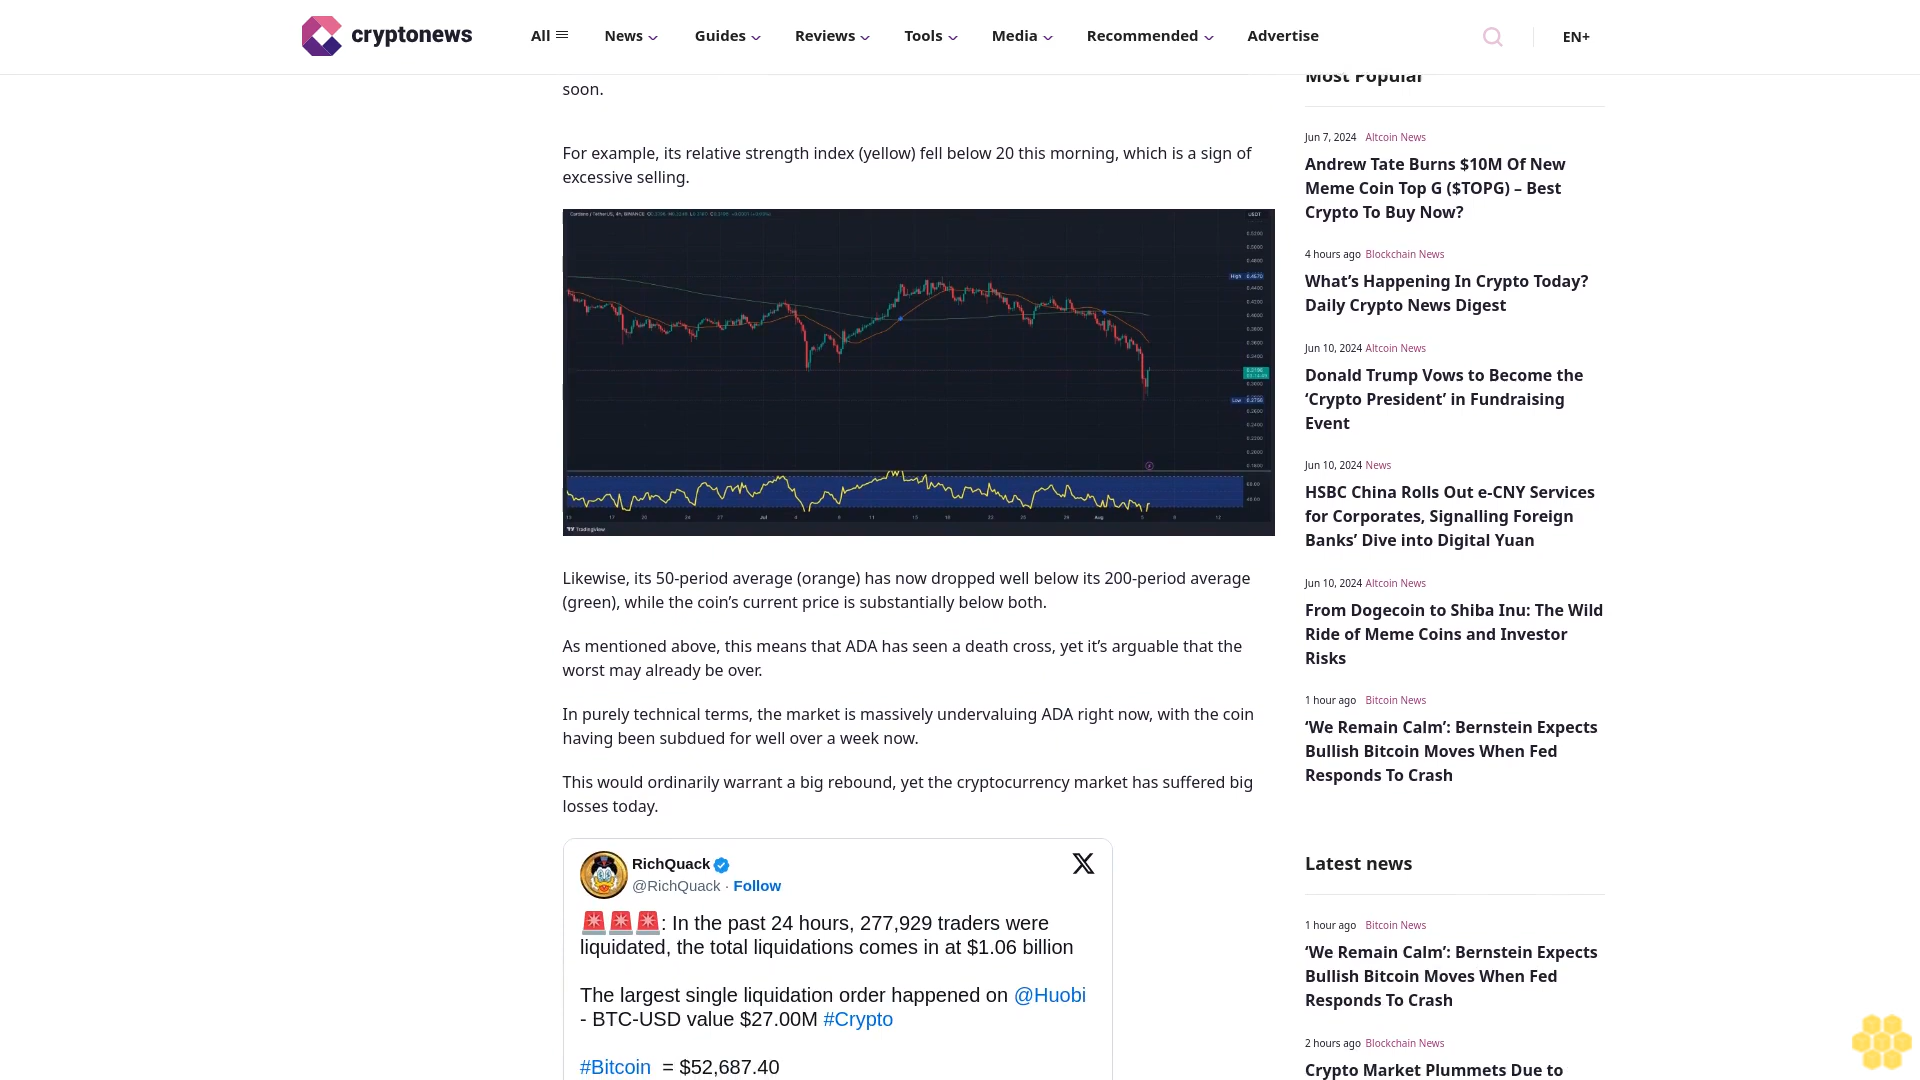 cryptonews
All
News
Guides
Reviews
Tools
Media
Recommended
Advertise
EN+
soon.
For example, its relative strength index (yellow) fell below 20 this morning, which is a sign of
excessive selling.
TradingView
Likewise, its 50-period average (orange) has now dropped well below its 200-period average
(green), while the coin’s current price is substantially below both.
As mentioned above, this means that ADA has seen a death cross, yet it’s arguable that the
worst may already be over.
In purely technical terms, the market is massively undervaluing ADA right now, with the coin
having been subdued for well over a week now.
This would ordinarily warrant a big rebound, yet the cryptocurrency market has suffered big
losses today.
RichQuack
@RichQuack · Follow
🚨🚨🚨: In the past 24 hours, 277,929 traders were
liquidated, the total liquidations comes in at $1.06 billion
The largest single liquidation order happened on @Huobi
- BTC-USD value $27.00M #Crypto
#Bitcoin = $52,687.40
Most Popular
Jun 7, 2024 Altcoin News
Andrew Tate Burns $10M Of New
Meme Coin Top G ($TOPG) – Best
Crypto To Buy Now?
4 hours ago Blockchain News
What’s Happening In Crypto Today?
Daily Crypto News Digest
Jun 10, 2024 Altcoin News
Donald Trump Vows to Become the
‘Crypto President’ in Fundraising
Event
Jun 10, 2024 News
HSBC China Rolls Out e-CNY Services
for Corporates, Signalling Foreign
Banks’ Dive into Digital Yuan
Jun 10, 2024 Altcoin News
From Dogecoin to Shiba Inu: The Wild
Ride of Meme Coins and Investor
Risks
1 hour ago Bitcoin News
‘We Remain Calm’: Bernstein Expects
Bullish Bitcoin Moves When Fed
Responds To Crash
Latest news
1 hour ago Bitcoin News
‘We Remain Calm’: Bernstein Expects
Bullish Bitcoin Moves When Fed
Responds To Crash
2 hours ago Blockchain News
Crypto Market Plummets Due to